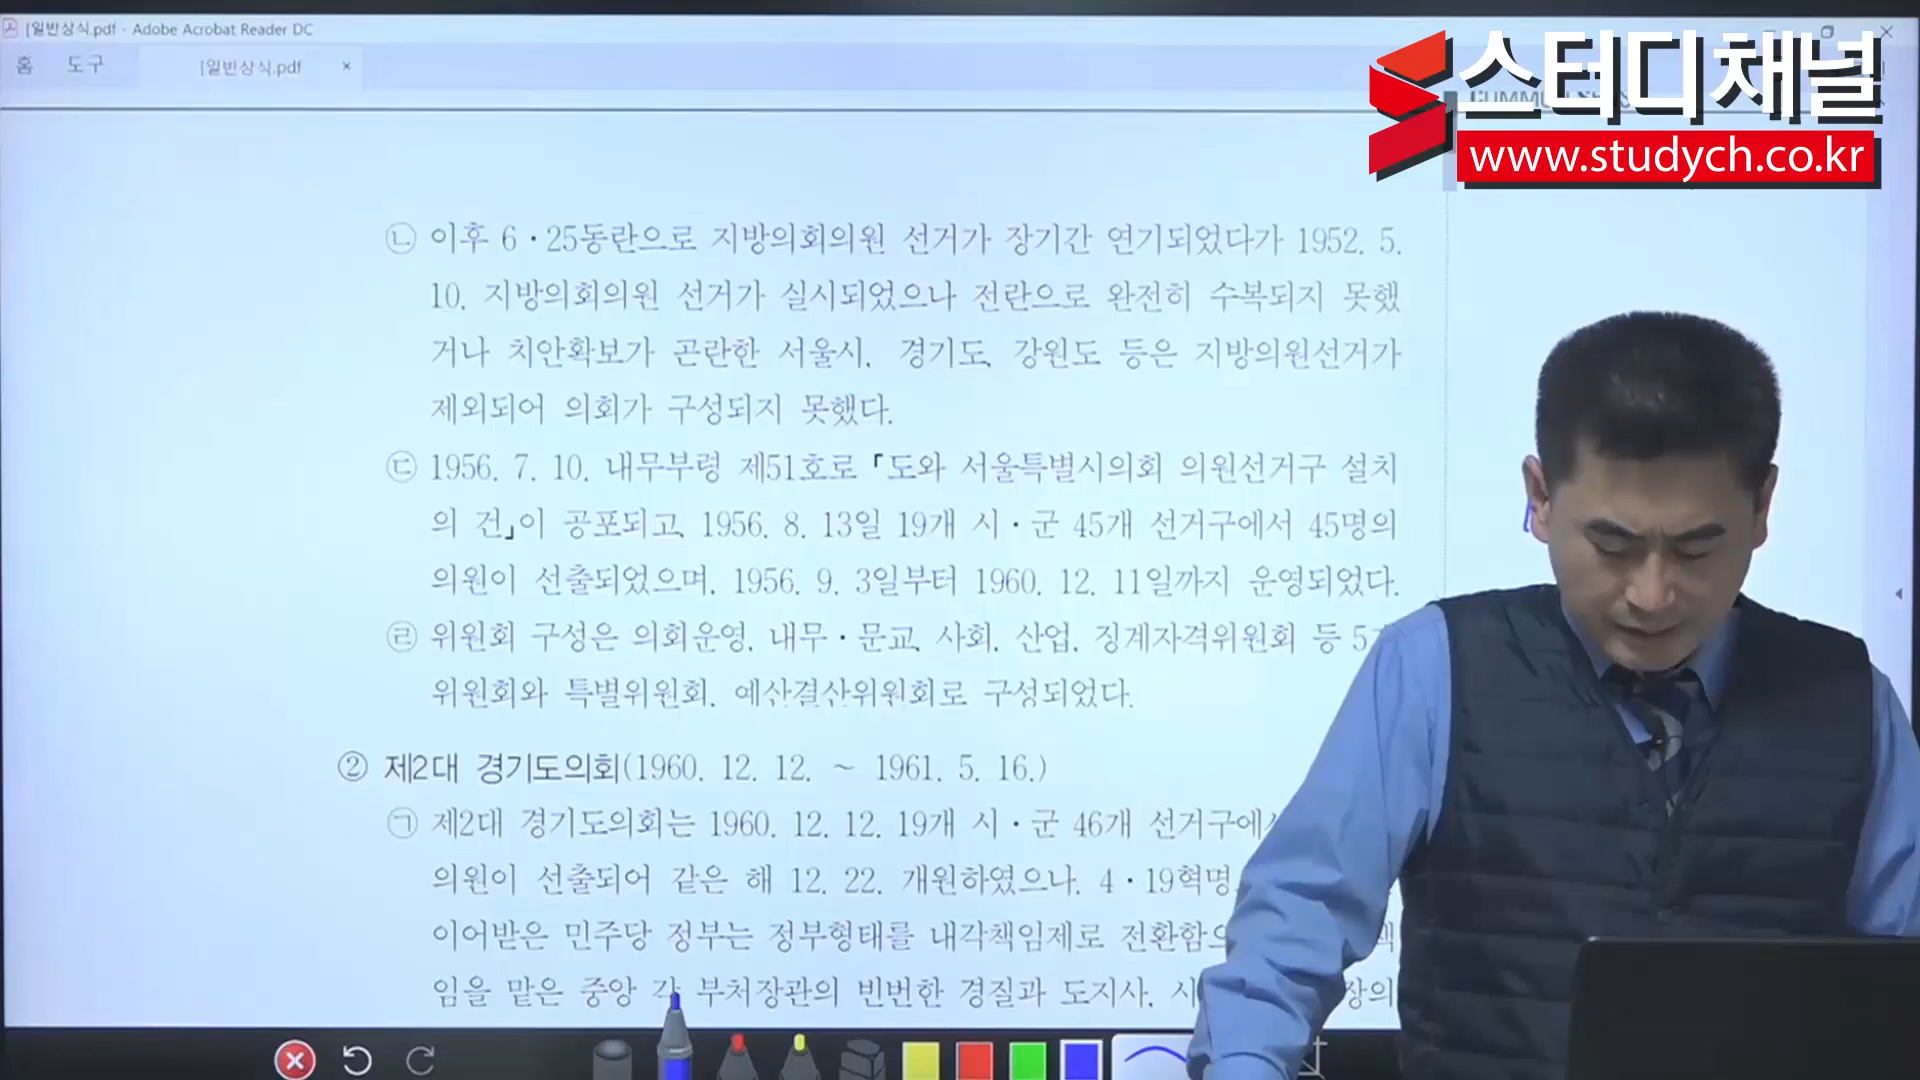 [일반상식.pdf - Adobe Acrobat Reader DC
홈 도구 [일반상식.pdf ×
스터디채널
www.studych.co.kr
㉡ 이후 6·25동란으로 지방의회의원 선거가 장기간 연기되었다가 1952. 5.
10. 지방의회의원 선거가 실시되었으나 전란으로 완전히 수복되지 못했
거나 치안확보가 곤란한 서울시, 경기도, 강원도 등은 지방의원선거가
제외되어 의회가 구성되지 못했다.
㉢ 1956. 7. 10. 내무부령 제51호로 「도와 서울특별시의회 의원선거구 설치
의 건」이 공포되고, 1956. 8. 13일 19개 시·군 45개 선거구에서 45명의
의원이 선출되었으며, 1956. 9. 3일부터 1960. 12. 11일까지 운영되었다.
㉣ 위원회 구성은 의회운영, 내무·문교, 사회, 산업, 징계자격위원회 등 5
위원회와 특별위원회, 예산결산위원회로 구성되었다.
② 제2대 경기도의회(1960. 12. 12. ~ 1961. 5. 16.)
㉠ 제2대 경기도의회는 1960. 12. 12. 19개 시·군 46개 선거구에서
의원이 선출되어 같은 해 12. 22. 개원하였으나, 4·19혁명
이어받은 민주당 정부는 정부형태를 내각책임제로 전환함으
임을 맡은 중앙 각 부처장관의 빈번한 경질과 도지사, 시 장의